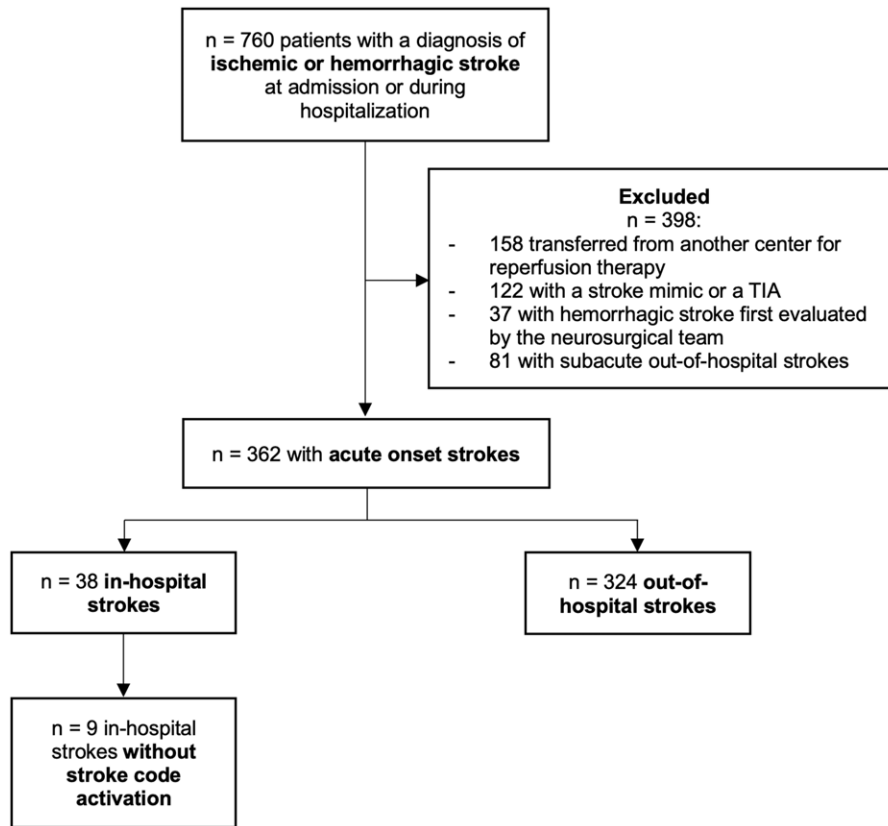 n = 760 patients with a diagnosis of
ischemic or hemorrhagic stroke
at admission or during
hospitalization
Excluded
n = 398:
- 158 transferred from another center for
reperfusion therapy
- 122 with a stroke mimic or a TIA
- 37 with hemorrhagic stroke first evaluated
by the neurosurgical team
- 81 with subacute out-of-hospital strokes
n = 362 with acute onset strokes
n = 38 in-hospital
strokes
n = 324 out-of-
hospital strokes
n = 9 in-hospital
strokes without
stroke code
activation